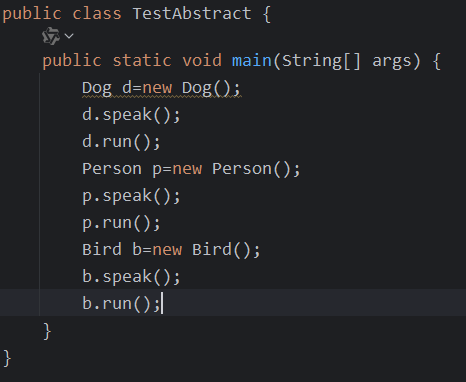 public class TestAbstract {
public static void main(String[] args) {
Dog d=new Dog();
d.speak();
d.run();
Person p=new Person();
p.speak();
p.run();
Bird b=new Bird();
b.speak();
b.run();
}
}